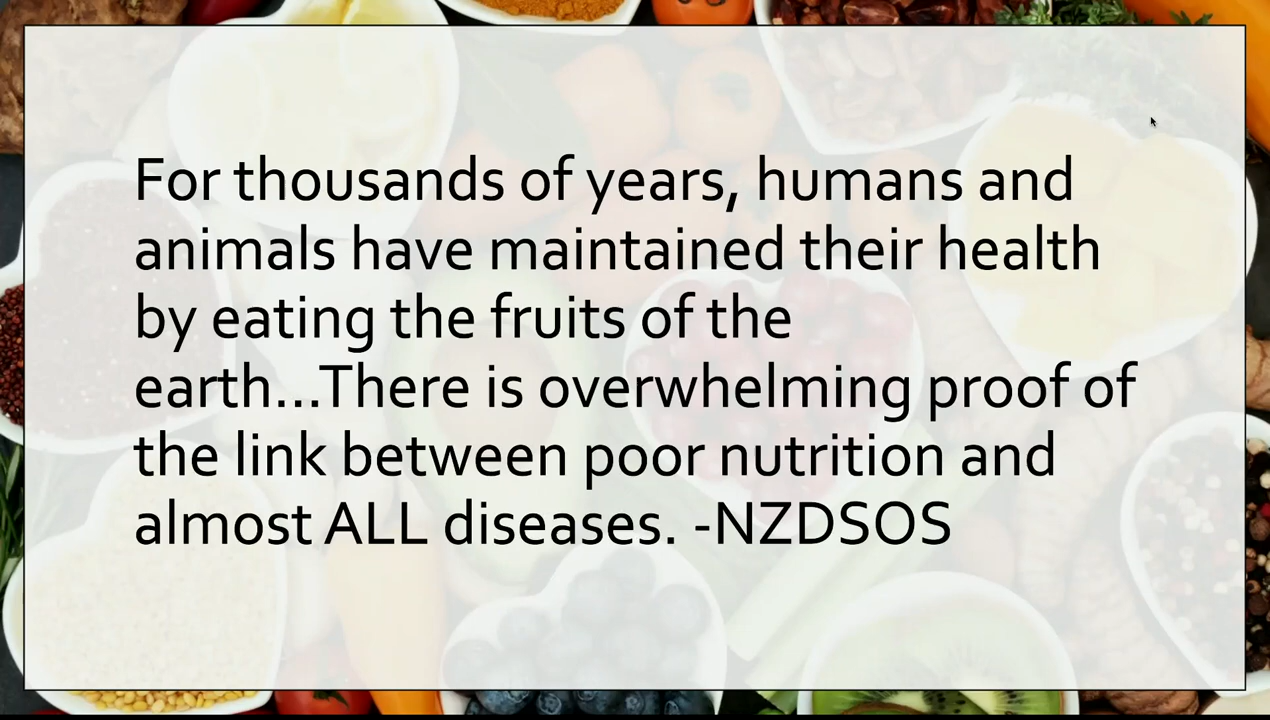 For thousands of years, humans and
animals have maintained their health
by eating the fruits of the
earth...There is overwhelming proof of
the link between poor nutrition and
almost ALL diseases. -NZDSOS